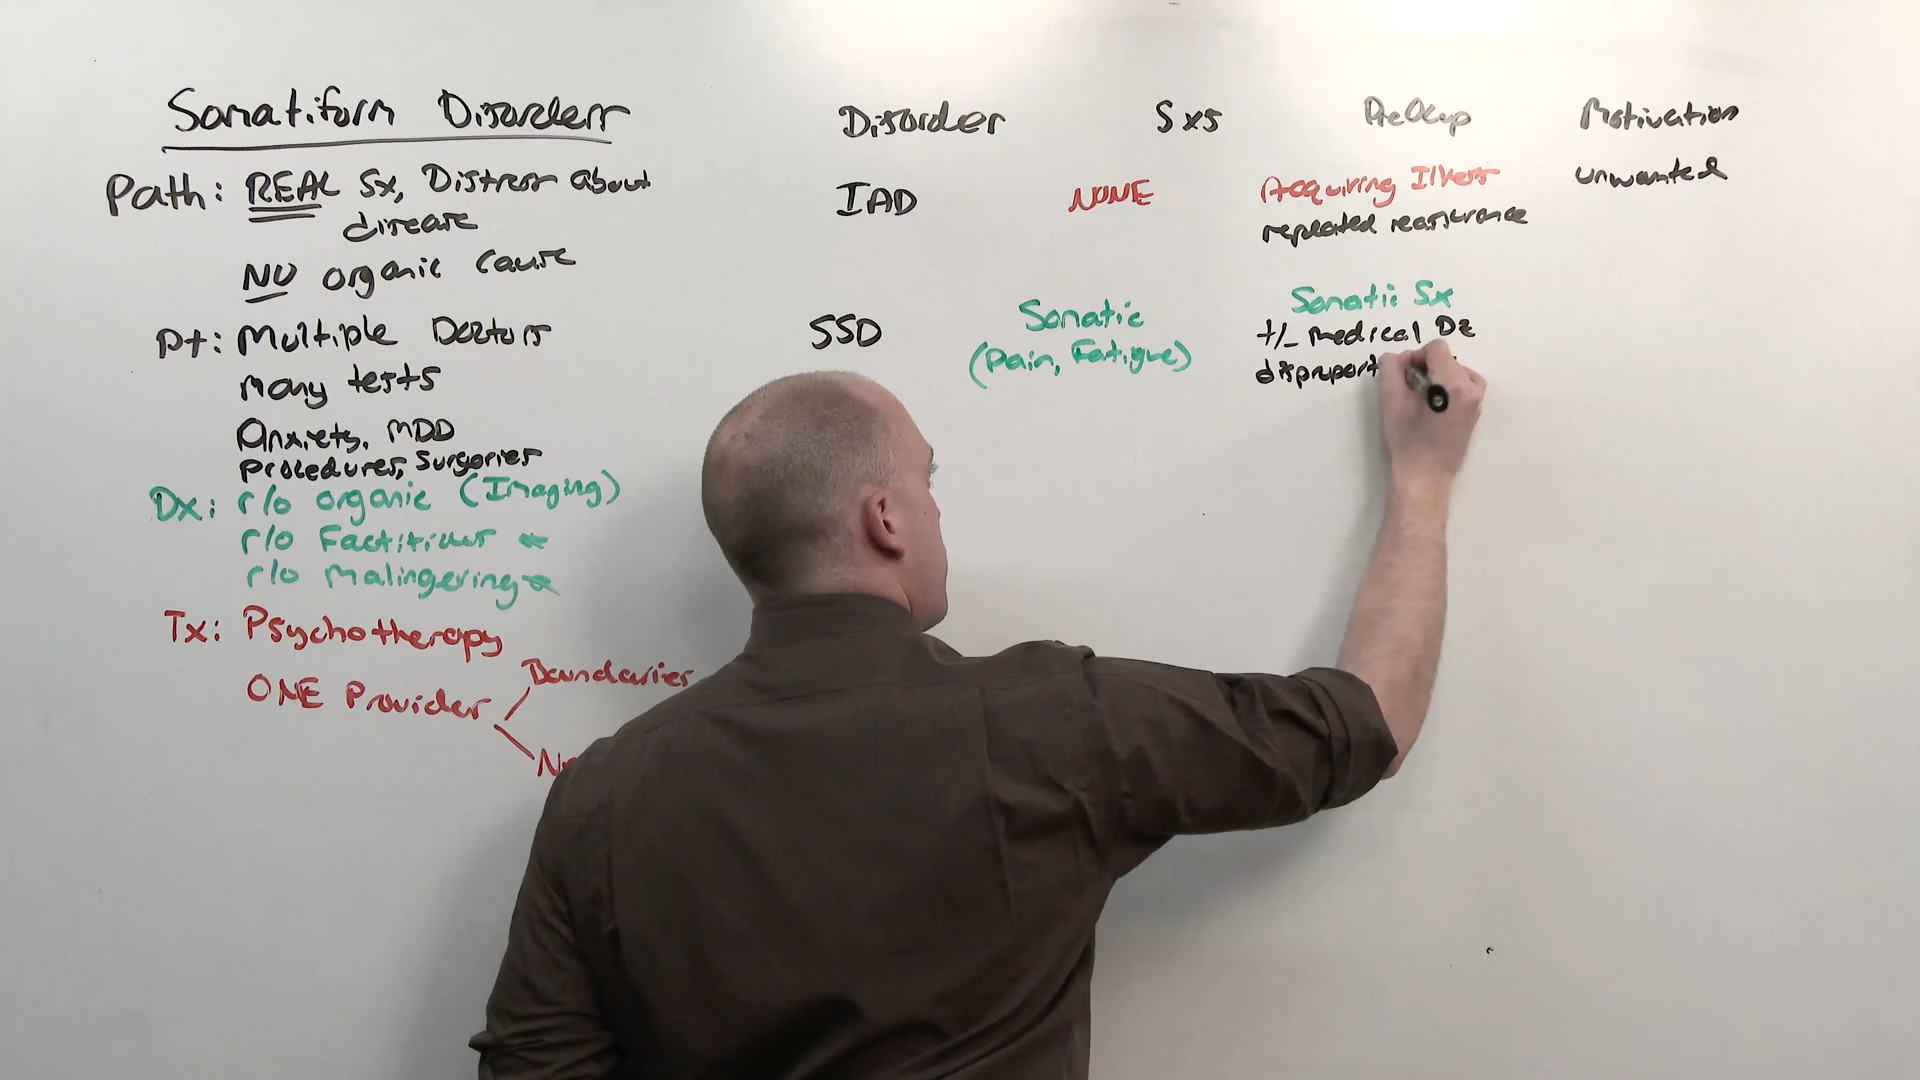 Somatiform Disorders
Path: REAL Sx, Distress about
disease
NO organic cause
Pt: Multiple Doctors
Many tests
Anxiety, MDD
Procedures, Surgeries
Dx: r/o organic (Imaging)
r/o Factitious *
r/o Malingering *
Tx: Psychotherapy
ONE Provider
Boundaries
Disorder Sxs PreOccup Motivation
IAD NONE Acquiring Illness unwanted
repeated reassurance
SSD Somatic Somatic Sx
(Pain, Fatigue) +/- medical Dz
disproport